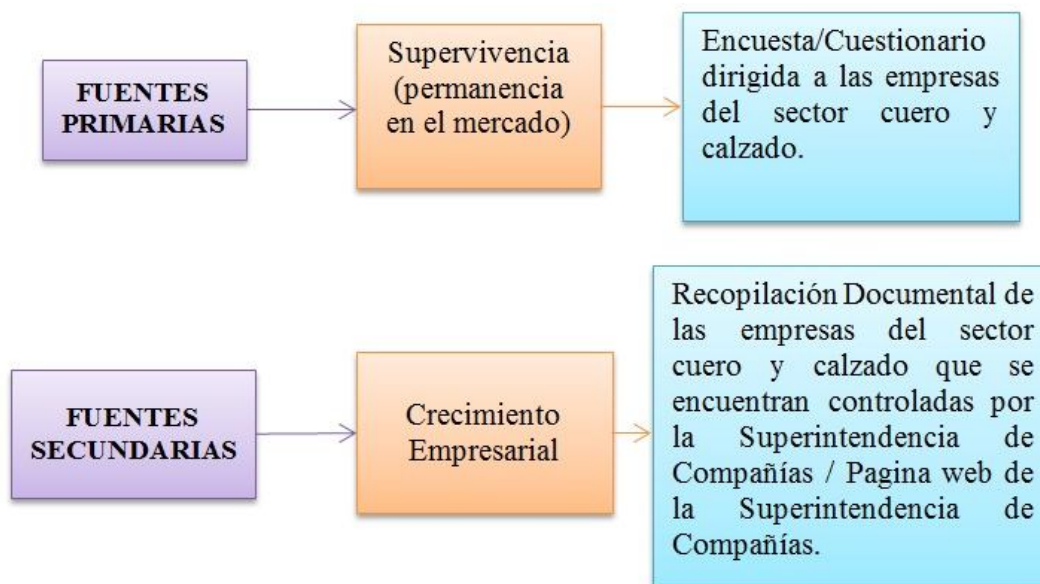 FUENTES
PRIMARIAS
Supervivencia
(permanencia
en el mercado)
Encuesta/Cuestionario
dirigida a las empresas
del sector cuero y
calzado.
FUENTES
SECUNDARIAS
Crecimiento
Empresarial
Recopilación Documental de
las empresas del sector
cuero y calzado que se
encuentran controladas por
la Superintendencia de
Compañías / Pagina web de
la Superintendencia de
Compañías.